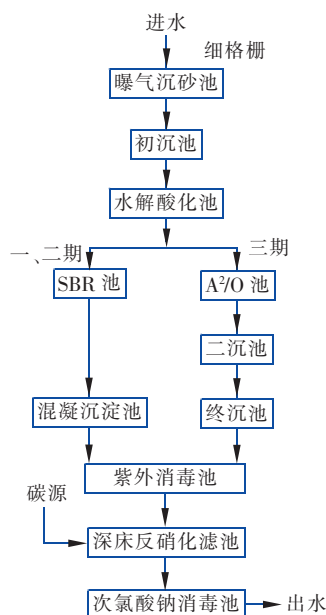 进水
细格栅
曝气沉砂池
初沉池
水解酸化池
一、二期
三期
SBR 池
A²/O 池
二沉池
混凝沉淀池
终沉池
紫外消毒池
碳源
深床反硝化滤池
次氯酸钠消毒池
出水